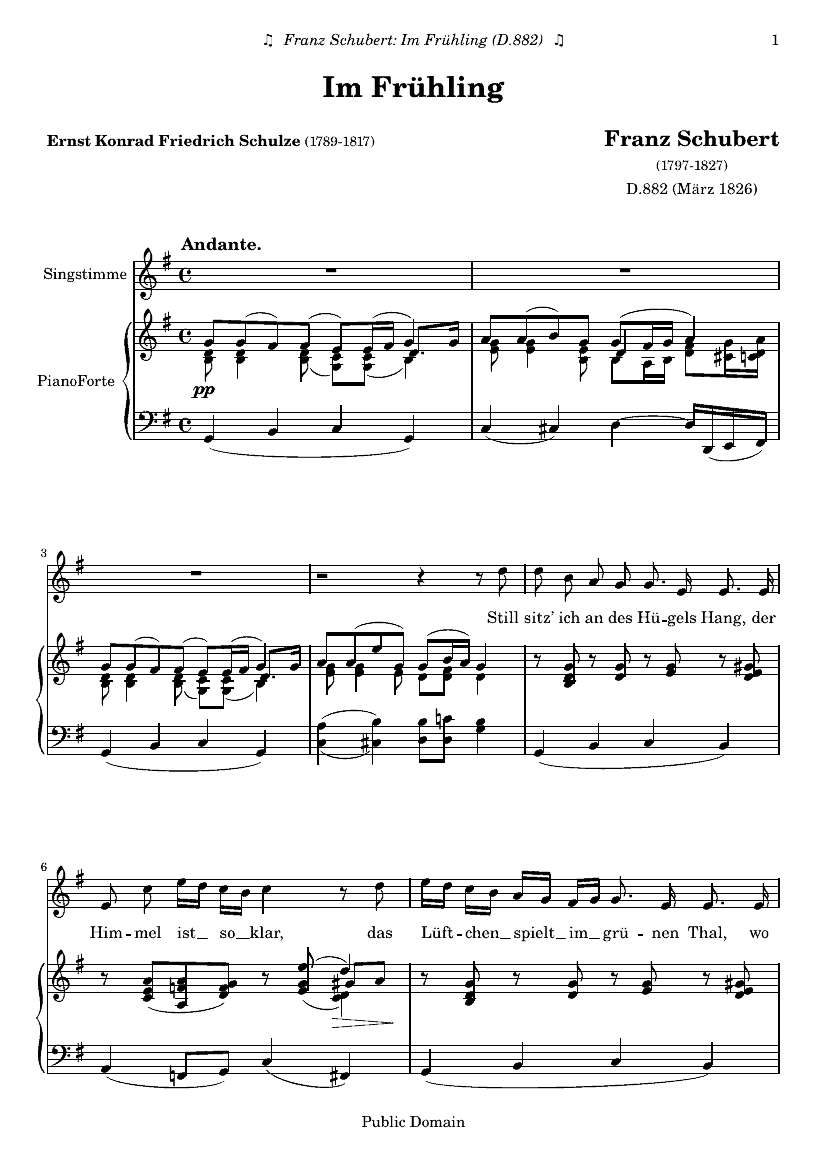 ♫ Franz Schubert: Im Frühling (D.882) ♫ 1
Im Frühling
Ernst Konrad Friedrich Schulze (1789-1817)
Franz Schubert
(1797-1827)
D.882 (März 1826)
Andante.
Singstimme
PianoForte
pp
3
Still sitz’ ich an des Hü-gels Hang, der
6
Him-mel ist_ so_klar, das Lüft-chen_spielt_im_grü-nen Thal, wo
Public Domain